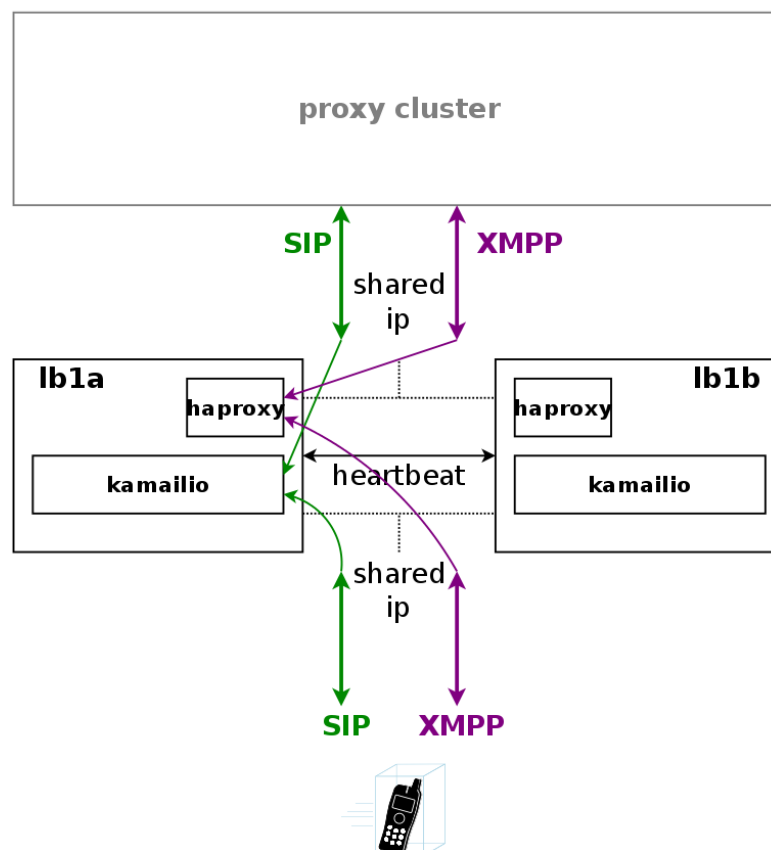 proxy cluster
SIP
XMPP
shared
ip
lb1a
lb1b
haproxy
haproxy
heartbeat
kamailio
kamailio
shared
ip
SIP
XMPP